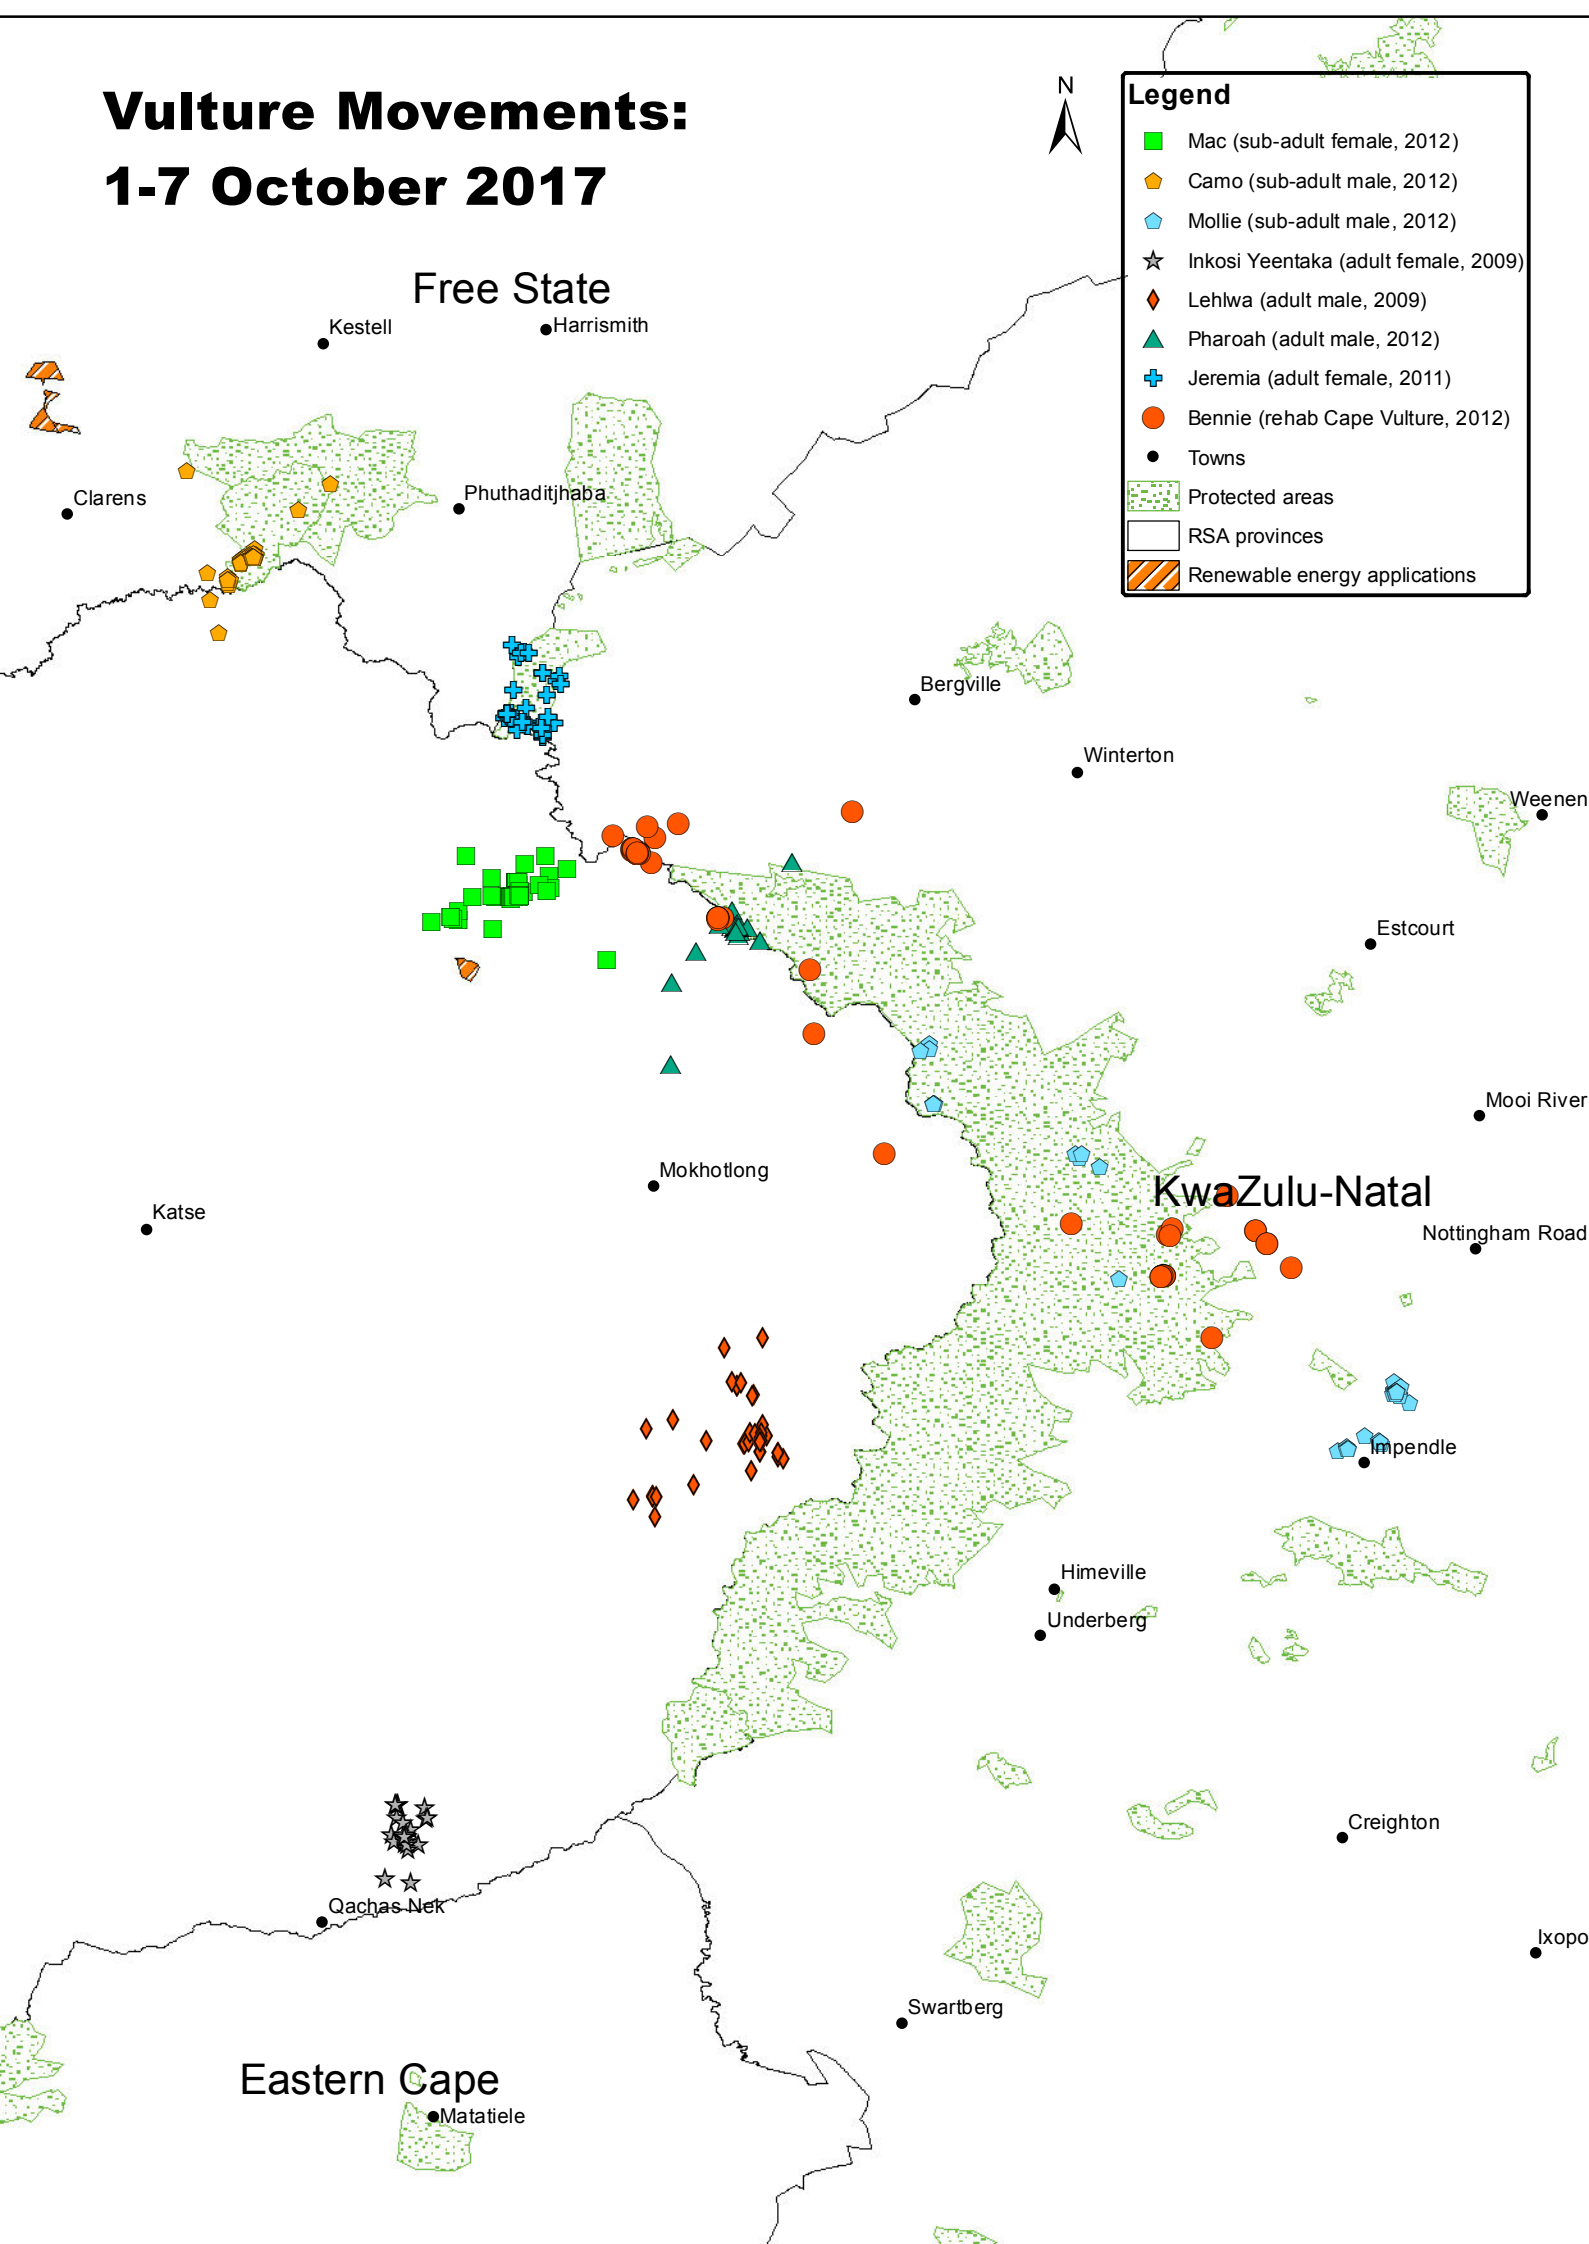 Vulture Movements:
1-7 October 2017
N
Legend
Mac (sub-adult female, 2012)
Camo (sub-adult male, 2012)
Mollie (sub-adult male, 2012)
Inkosi Yeentaka (adult female, 2009)
Lehlwa (adult male, 2009)
Pharoah (adult male, 2012)
Jeremia (adult female, 2011)
Bennie (rehab Cape Vulture, 2012)
Towns
Protected areas
RSA provinces
Renewable energy applications
Free State
Kestell
Harrismith
Clarens
Phuthaditjhaba
Bergville
Winterton
Weenen
Estcourt
Mooi River
Mokhotlong
KwaZulu-Natal
Katse
Nottingham Road
Impendle
Himeville
Underberg
Creighton
Qachas Nek
Ixopo
Swartberg
Eastern Cape
Matatiele